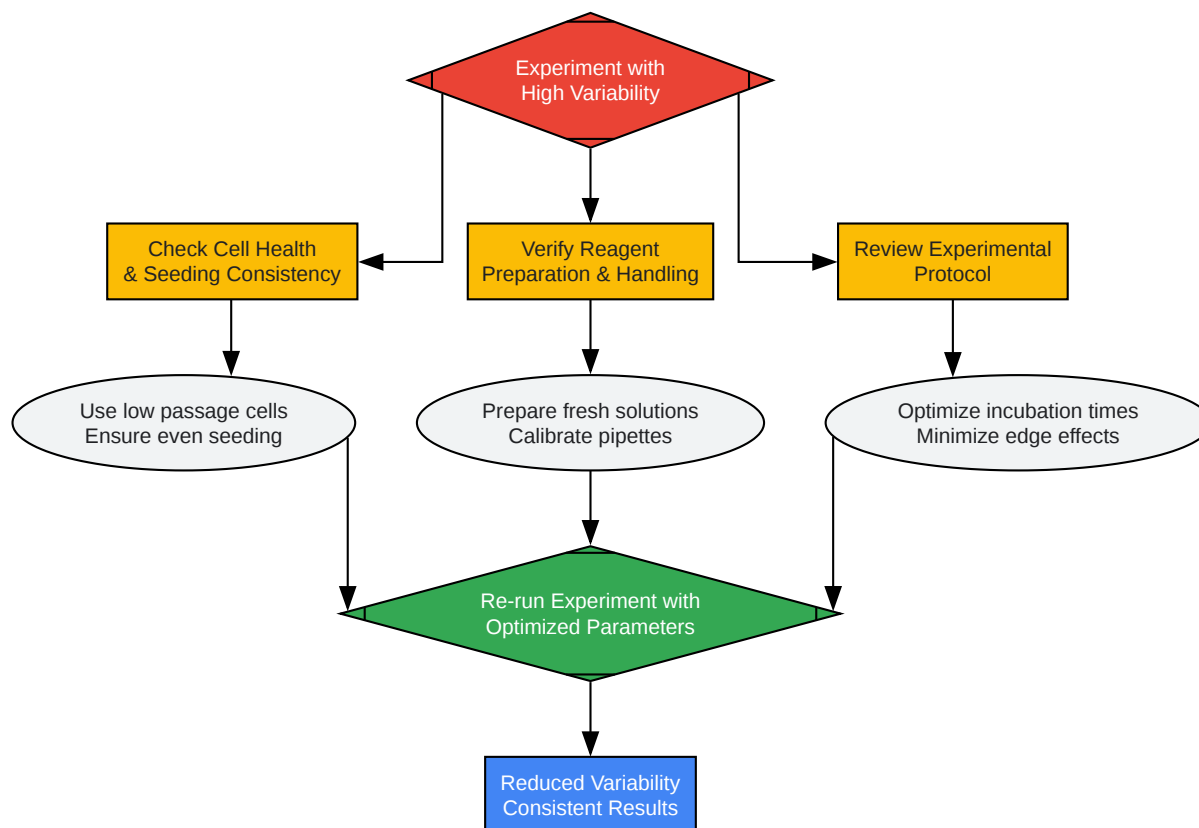 Experiment with
High Variability
Check Cell Health
& Seeding Consistency
Verify Reagent
Preparation & Handling
Review Experimental
Protocol
Use low passage cells
Ensure even seeding
Prepare fresh solutions
Calibrate pipettes
Optimize incubation times
Minimize edge effects
Re-run Experiment with
Optimized Parameters
Reduced Variability
Consistent Results